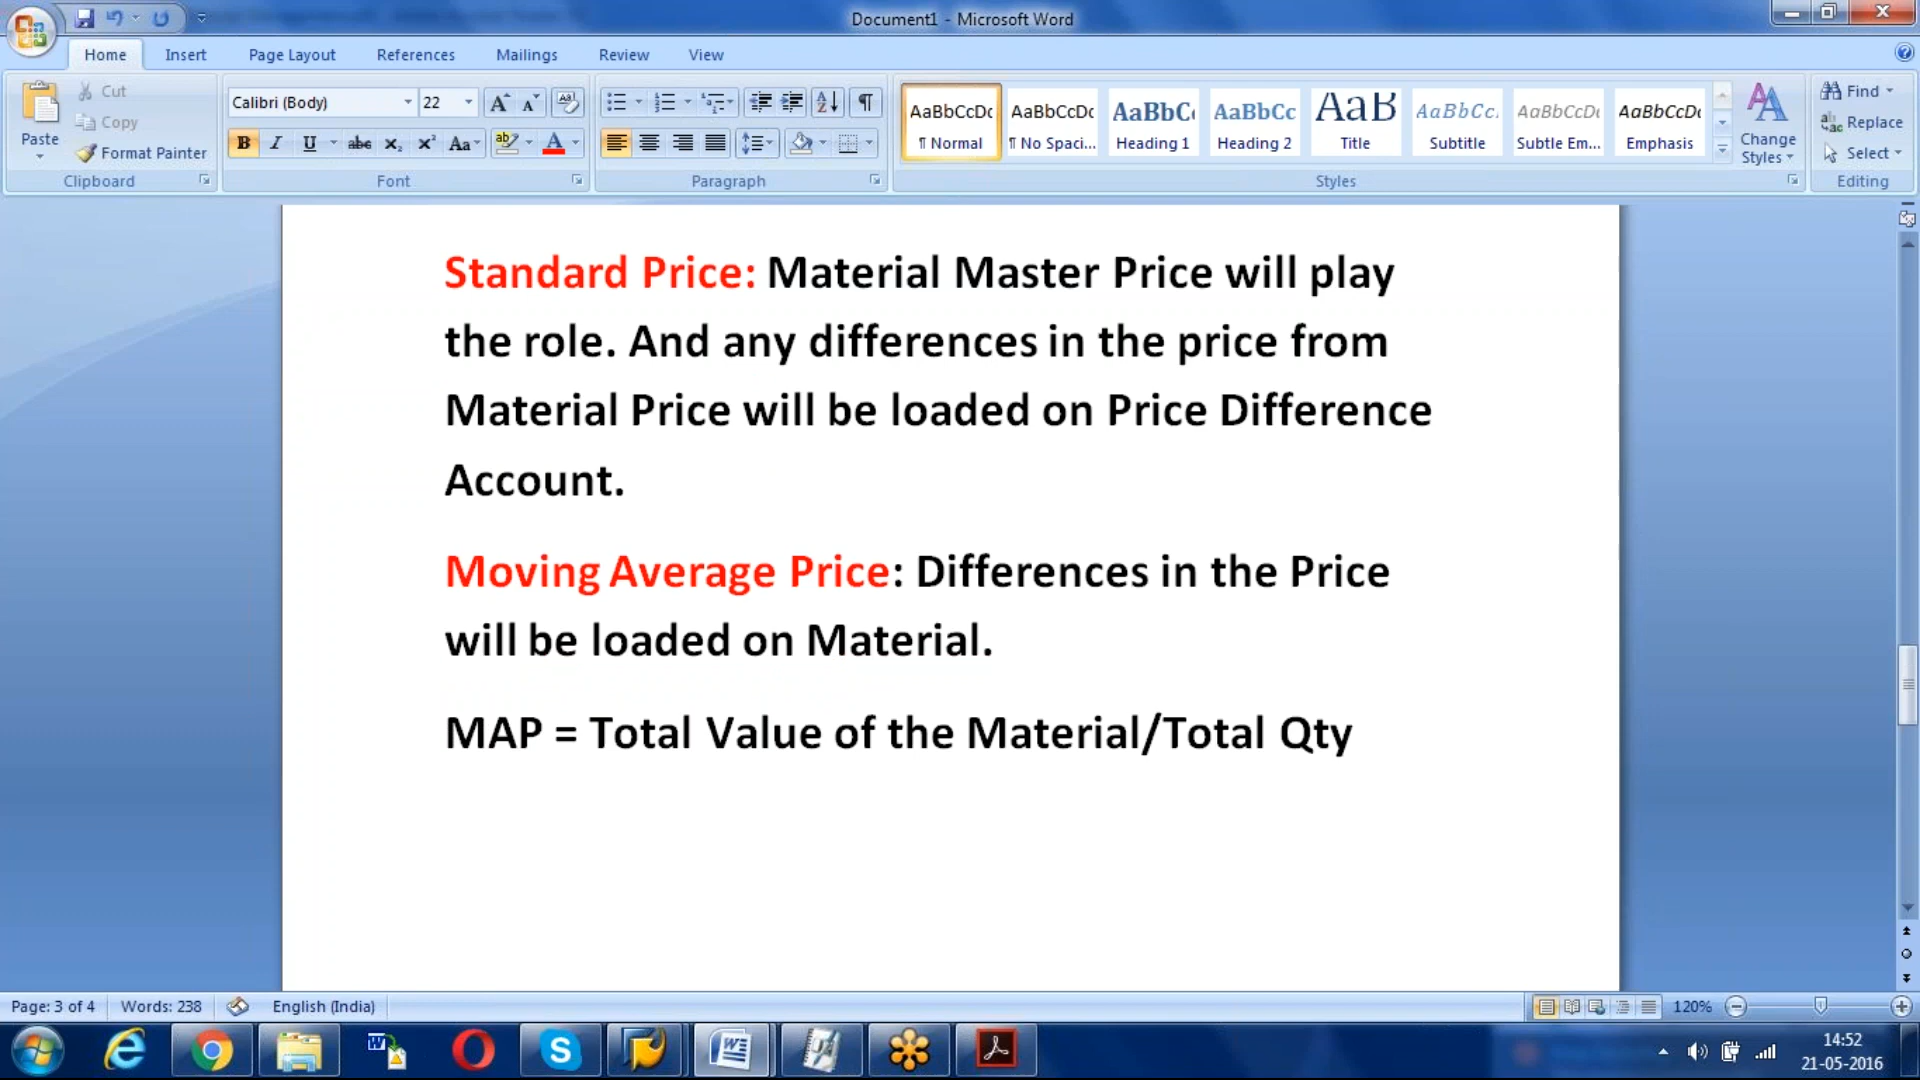 Document1 - Microsoft Word
Home Insert Page Layout References Mailings Review View
Paste
Cut
Copy
Format Painter
Clipboard
Calibri (Body) 22
Font
Paragraph
AaBbCcDc AaBbCcDc AaBbC AaBbCc AaB AaBbCc. AaBbCcDc AaBbCcDc
¶ Normal ¶ No Spaci... Heading 1 Heading 2 Title Subtitle Subtle Em... Emphasis
Change Styles
Styles
Find
Replace
Select
Editing
Standard Price: Material Master Price will play
the role. And any differences in the price from
Material Price will be loaded on Price Difference
Account.
Moving Average Price: Differences in the Price
will be loaded on Material.
MAP = Total Value of the Material/Total Qty
Page: 3 of 4 Words: 238 English (India) 120%
14:52
21-05-2016